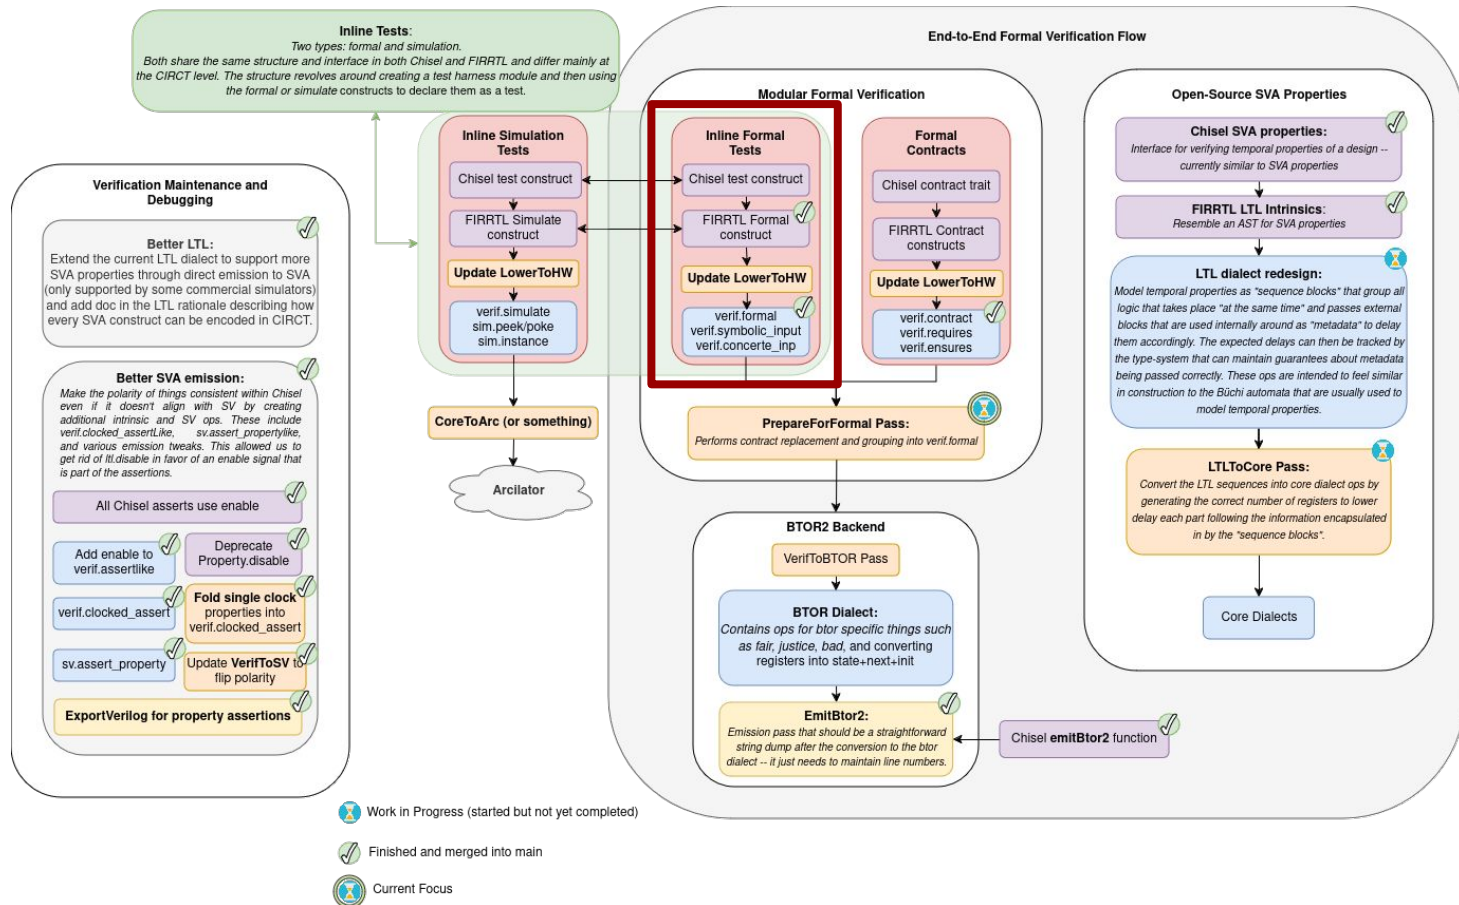 Inline Tests:
Two types: formal and simulation.
Both share the same structure and interface in both Chisel and FIRRTL and differ mainly at
the CIRCT level. The structure revolves around creating a test harness module and then using
the formal or simulate constructs to declare them as a test.
End-to-End Formal Verification Flow
Modular Formal Verification
Open-Source SVA Properties
Inline Simulation
Tests
Chisel test construct
FIRRTL Simulate
construct
Update LowerToHW
verif.simulate
sim.peek/poke
sim.instance
CoreToArc (or something)
Arcilator
Inline Formal
Tests
Chisel test construct
FIRRTL Formal
construct
Update LowerToHW
verif.formal
verif.symbolic_input
verif.concerte_inp
Formal
Contracts
Chisel contract trait
FIRRTL Contract
constructs
Update LowerToHW
verif.contract
verif.requires
verif.ensures
PrepareForFormal Pass:
Performs contract replacement and grouping into verif.formal
BTOR2 Backend
VerifToBTOR Pass
BTOR Dialect:
Contains ops for btor specific things such
as fair, justice, bad, and converting
registers into state+next+init
EmitBtor2:
Emission pass that should be a straightforward
string dump after the conversion to the btor
dialect -- it just needs to maintain line numbers.
Chisel emitBtor2 function
Chisel SVA properties:
Interface for verifying temporal properties of a design --
currently similar to SVA properties
FIRRTL LTL Intrinsics:
Resemble an AST for SVA properties
LTL dialect redesign:
Model temporal properties as "sequence blocks" that group all
logic that takes place "at the same time" and passes external
blocks that are used internally around as "metadata" to delay
them accordingly. The expected delays can then be tracked by
the type-system that can maintain guarantees about metadata
being passed correctly. These ops are intended to feel similar
in construction to the Büchi automata that are usually used to
model temporal properties.
LTLToCore Pass:
Convert the LTL sequences into core dialect ops by
generating the correct number of registers to lower
delay each part following the information encapsulated
in by the "sequence blocks".
Core Dialects
Verification Maintenance and
Debugging
Better LTL:
Extend the current LTL dialect to support more
SVA properties through direct emission to SVA
(only supported by some commercial simulators)
and add doc in the LTL rationale describing how
every SVA construct can be encoded in CIRCT.
Better SVA emission:
Make the polarity of things consistent within Chisel
even if it doesn't align with SV by creating
additional intrinsic and SV ops. These include
verif.clocked_assertLike, sv.assert_propertylike,
and various emission tweaks. This allowed us to
get rid of ltl.disable in favor of an enable signal that
is part of the assertions.
All Chisel asserts use enable
Add enable to
verif.assertlike
Deprecate
Property.disable
verif.clocked_assert
Fold single clock
properties into
verif.clocked_assert
sv.assert_property
Update VerifToSV to
flip polarity
ExportVerilog for property assertions
Work in Progress (started but not yet completed)
Finished and merged into main
Current Focus